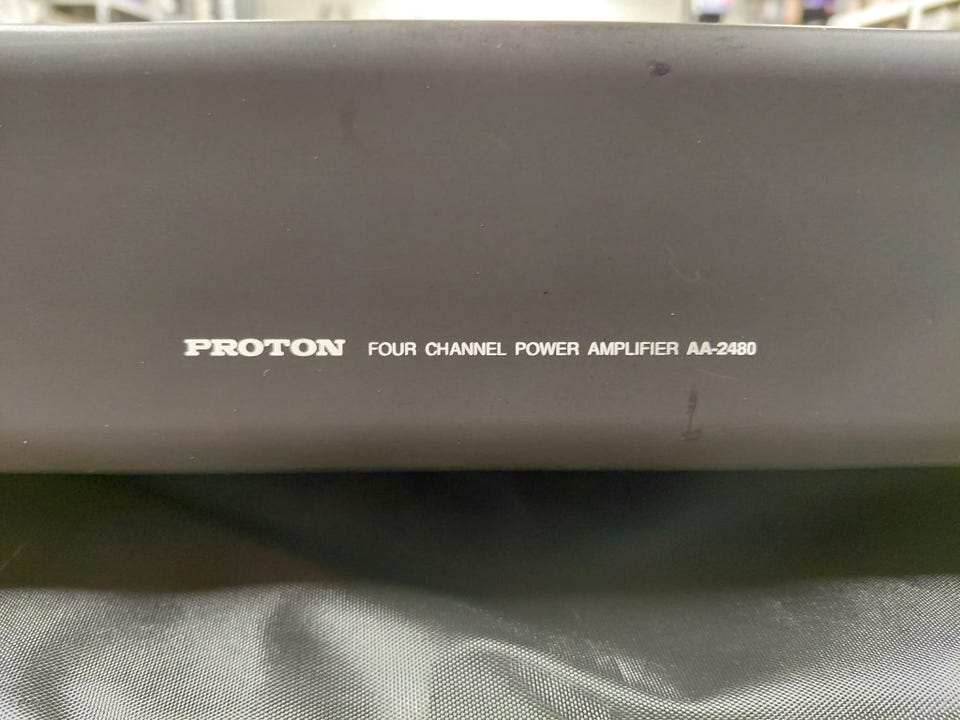 PROTON FOUR CHANNEL POWER AMPLIFIER AA-2480